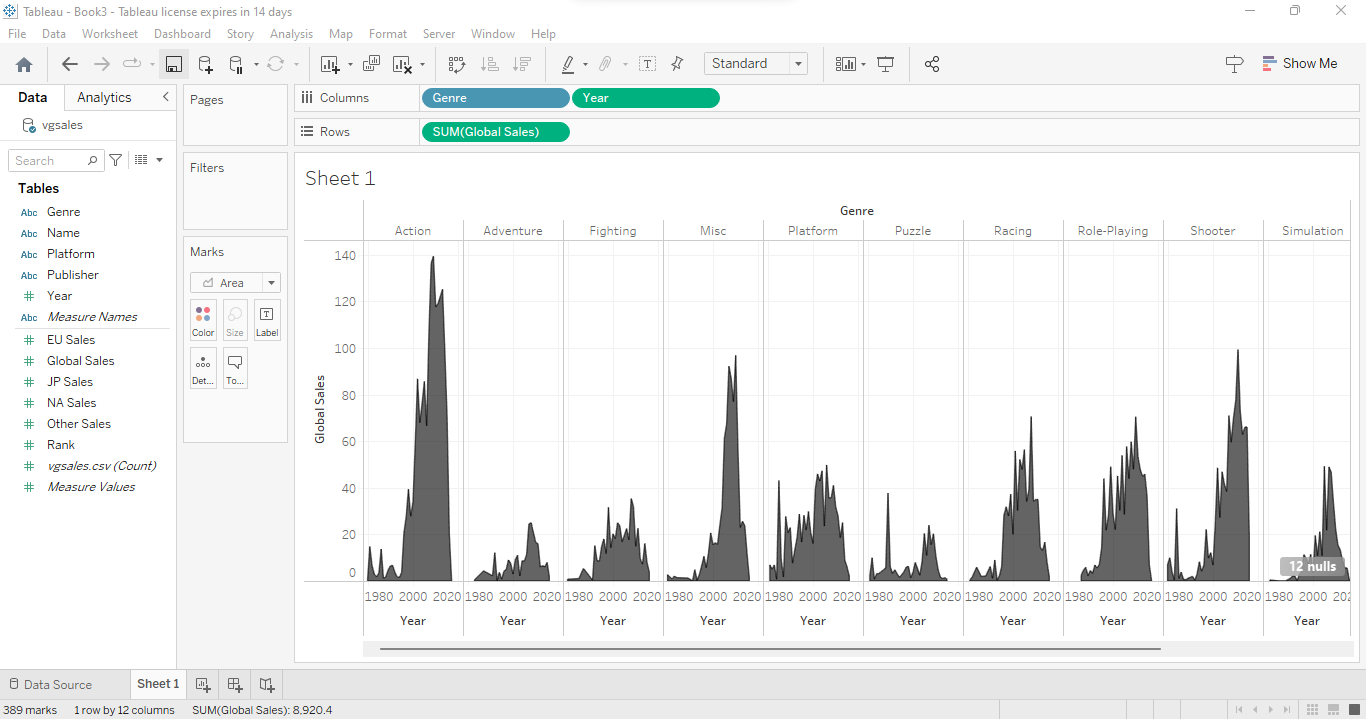 Tableau - Book3 - Tableau license expires in 14 days
File Data Worksheet Dashboard Story Analysis Map Format Server Window Help
Standard Show Me
Data Analytics
vgsales
Search
Tables
Abc Genre
Abc Name
Abc Platform
Abc Publisher
Year
Abc Measure Names
EU Sales
Global Sales
JP Sales
NA Sales
Other Sales
Rank
vgsales.csv (Count)
Measure Values
Pages
Filters
Marks
Area
Color Size Label
Det... To...
Columns Genre Year
Rows SUM(Global Sales)
Sheet 1
Genre
Action Adventure Fighting Misc Platform Puzzle Racing Role-Playing Shooter Simulation
Global Sales
140
120
100
80
60
40
20
0
12 nulls
1980 2000 2020 1980 2000 2020 1980 2000 2020 1980 2000 2020 1980 2000 2020 1980 2000 2020 1980 2000 2020 1980 2000 2020 1980 2000 2020 1980 2000
Year Year Year Year Year Year Year Year Year Year
Data Source Sheet 1
389 marks 1 row by 12 columns SUM(Global Sales): 8,920.4